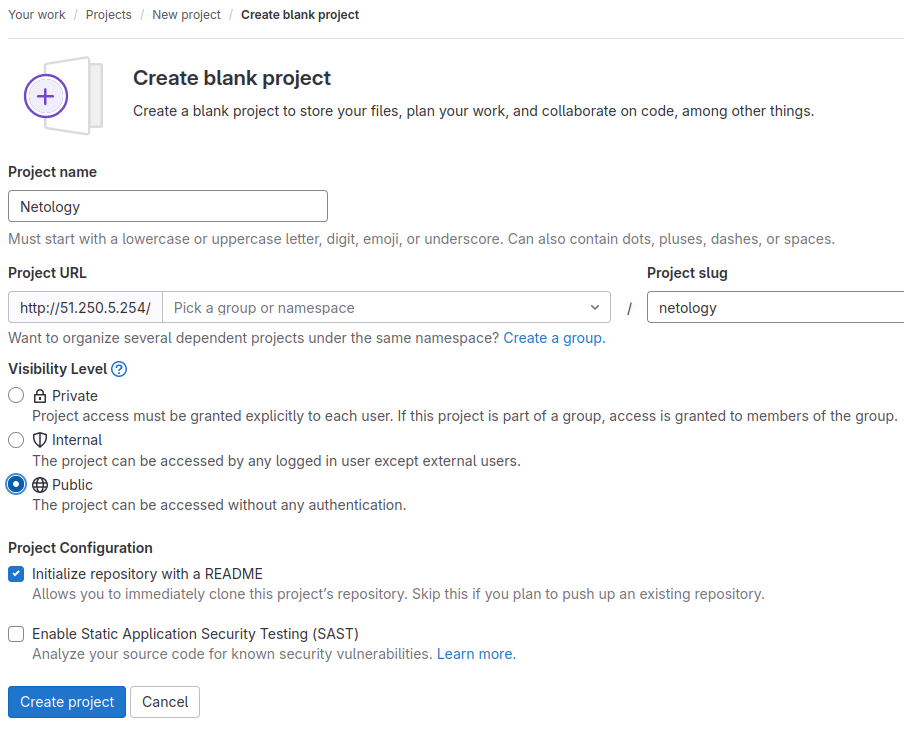 Your work / Projects / New project / Create blank project
Create blank project
Create a blank project to store your files, plan your work, and collaborate on code, among other things.
Project name
Netology
Must start with a lowercase or uppercase letter, digit, emoji, or underscore. Can also contain dots, pluses, dashes, or spaces.
Project URL
Project slug
http://51.250.5.254/ Pick a group or namespace / netology
Want to organize several dependent projects under the same namespace? Create a group.
Visibility Level
Private
Project access must be granted explicitly to each user. If this project is part of a group, access is granted to members of the group.
Internal
The project can be accessed by any logged in user except external users.
Public
The project can be accessed without any authentication.
Project Configuration
Initialize repository with a README
Allows you to immediately clone this project’s repository. Skip this if you plan to push up an existing repository.
Enable Static Application Security Testing (SAST)
Analyze your source code for known security vulnerabilities. Learn more.
Create project Cancel